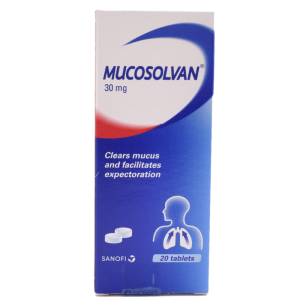 MUCOSOLVAN®
30 mg
Clears mucus
and facilitates
expectoration
SANOFI
20 tablets